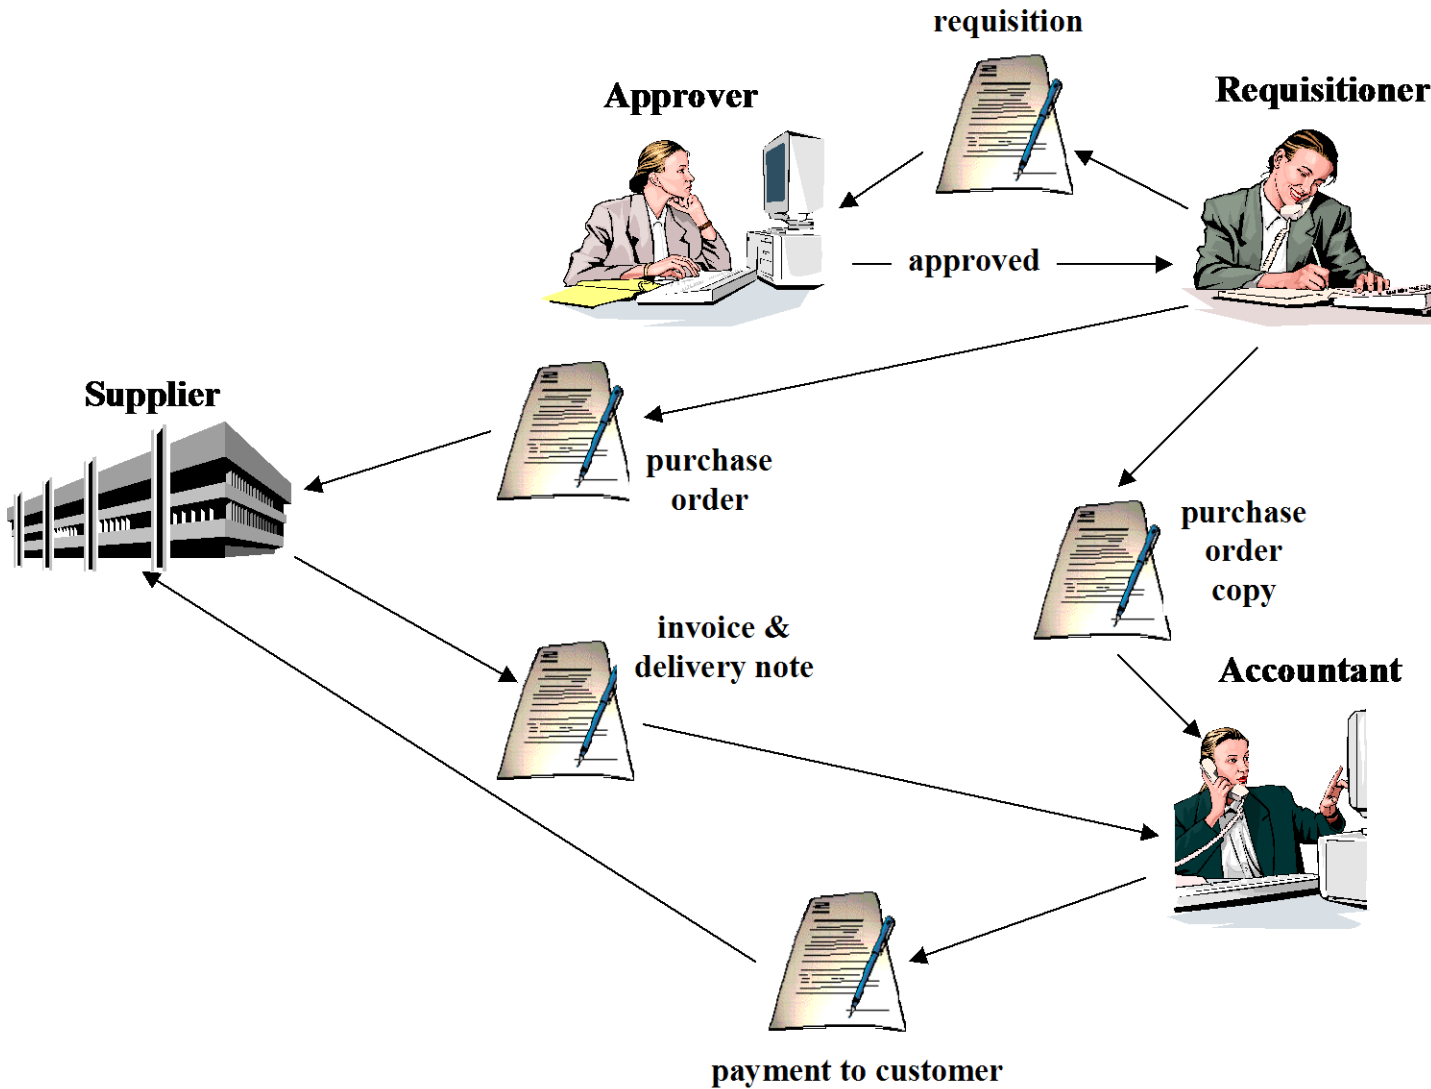 requisition
Approver
Requisitioner
approved
Supplier
purchase
order
purchase
order
copy
invoice &
delivery note
Accountant
payment to customer